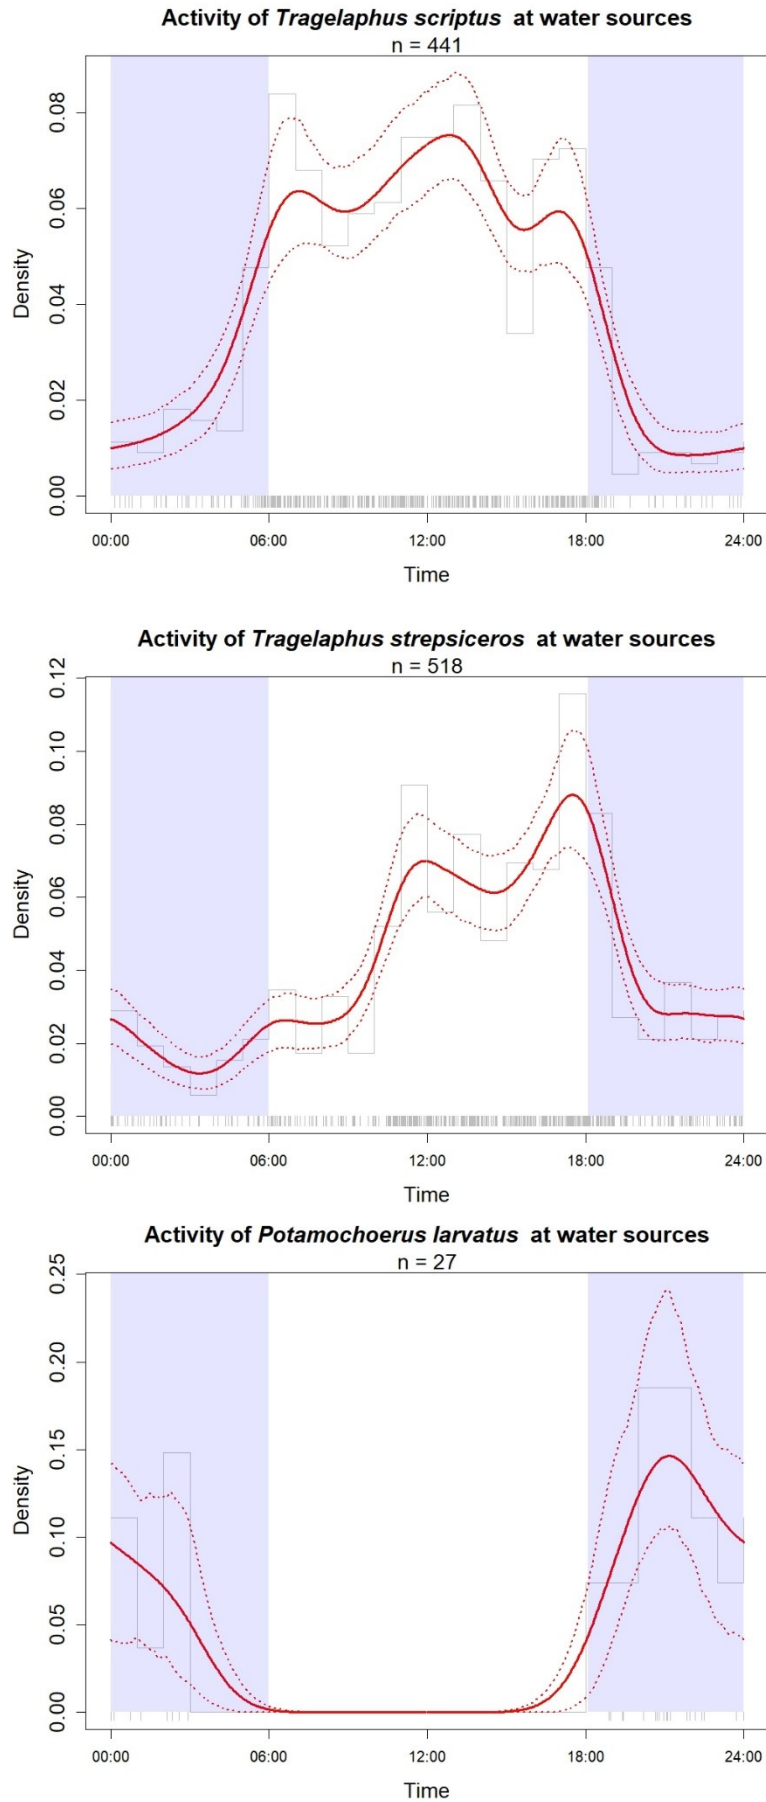 Activity of Tragelaphus scriptus at water sources
n = 441
Density
0.08
0.06
0.04
0.02
0.00
00:00 06:00 12:00 18:00 24:00
Time
Activity of Tragelaphus strepsiceros at water sources
n = 518
Density
0.12
0.10
0.08
0.06
0.04
0.02
0.00
00:00 06:00 12:00 18:00 24:00
Time
Activity of Potamochoerus larvatus at water sources
n = 27
Density
0.25
0.20
0.15
0.10
0.05
0.00
00:00 06:00 12:00 18:00 24:00
Time